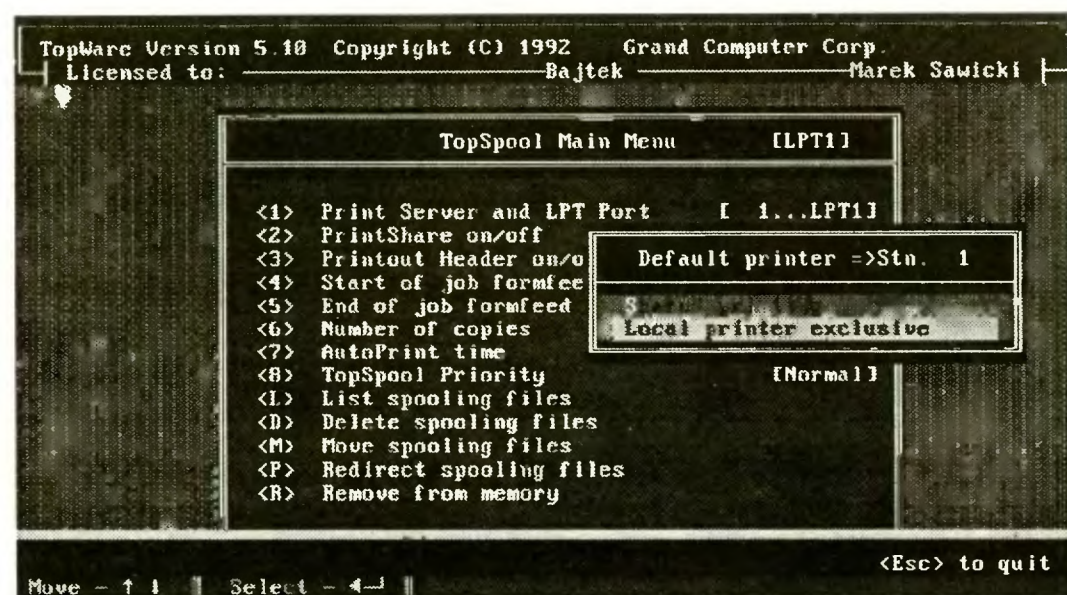 TopWare Version 5.10 Copyright (C) 1992 Grand Computer Corp.
Licensed to: Bajtek Marek Sawicki
TopSpool Main Menu [LPT1]
<1> Print Server and LPT Port [ 1...LPT1]
<2> PrintShare on/off
<3> Printout Header on/o
<4> Start of job formfee
<5> End of job formfeed
<6> Number of copies
<7> AutoPrint time
<8> TopSpool Priority [Normal]
<L> List spooling files
<D> Delete spooling files
<M> Move spooling files
<P> Redirect spooling files
<R> Remove from memory
Default printer =>Stn. 1
Local printer exclusive
<Esc> to quit
Move - ↑ ↓ Select - ◄┘